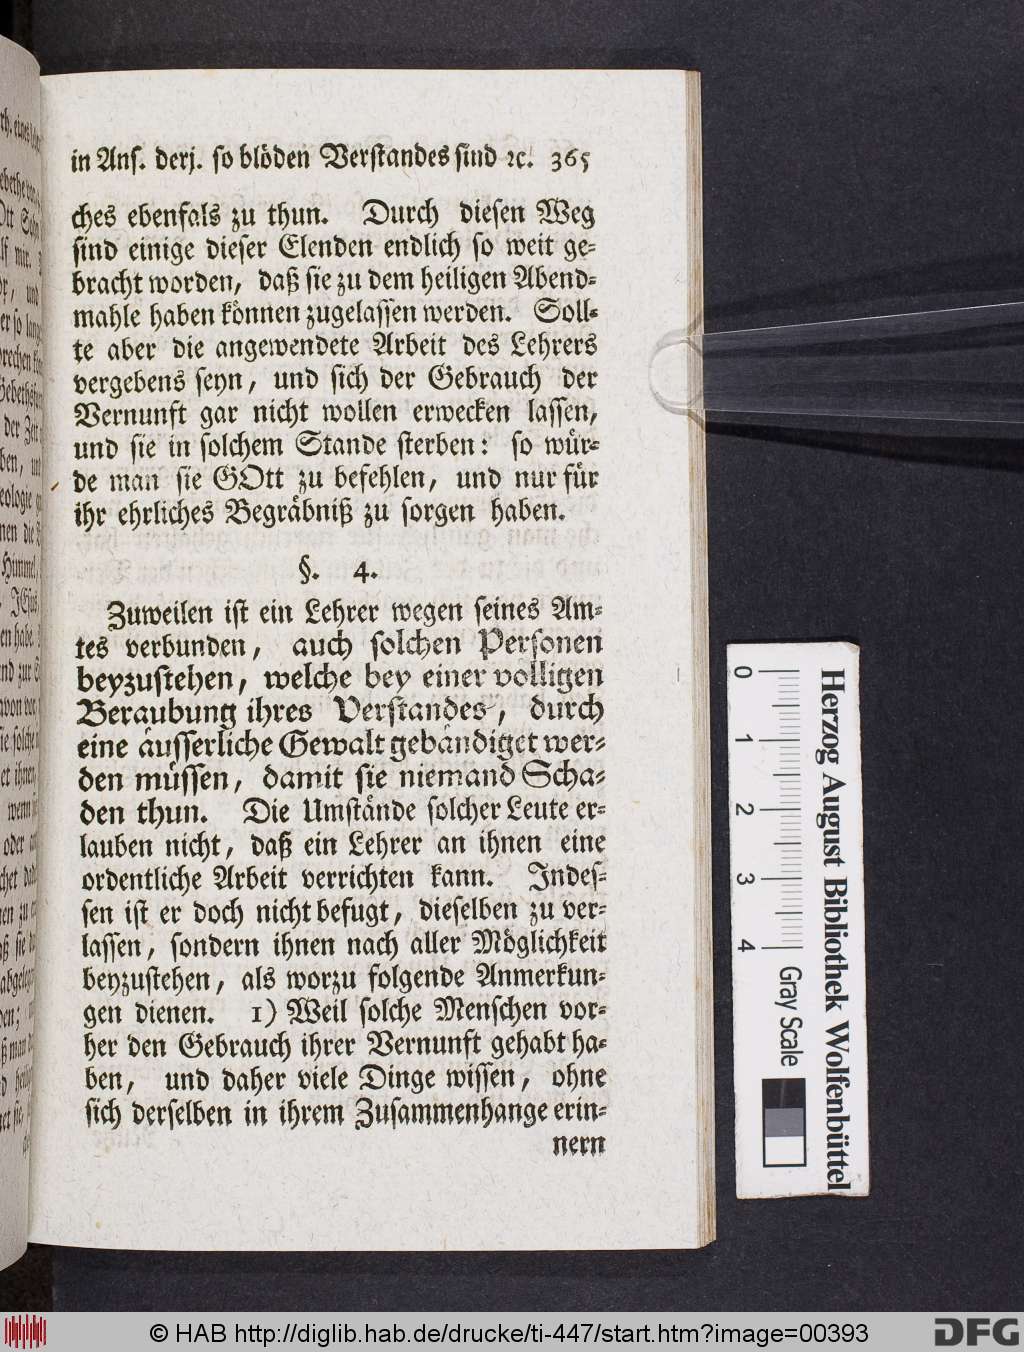 in Ans. derj. so blöden Verstandes sind ꝛc. 365
ches ebenfals zu thun. Durch diesen Weg
sind einige dieser Elenden endlich so weit ge-
bracht worden, daß sie zu dem heiligen Abend-
mahle haben können zugelassen werden. Soll-
te aber die angewendete Arbeit des Lehrers
vergebens seyn, und sich der Gebrauch der
Vernunft gar nicht wollen erwecken lassen,
und sie in solchem Stande sterben: so wür-
de man sie GOtt zu befehlen, und nur für
ihr ehrliches Begräbniß zu sorgen haben.
§. 4.
Zuweilen ist ein Lehrer wegen seines Am-
tes verbunden, auch solchen Personen
beyzustehen, welche bey einer völligen
Beraubung ihres Verstandes, durch
eine äusserliche Gewalt gebändiget wer-
den müssen, damit sie niemand Scha-
den thun. Die Umstände solcher Leute er-
lauben nicht, daß ein Lehrer an ihnen eine
ordentliche Arbeit verrichten kann. Indes-
sen ist er doch nicht befugt, dieselben zu ver-
lassen, sondern ihnen nach aller Möglichkeit
beyzustehen, als worzu folgende Anmerkun-
gen dienen. 1) Weil solche Menschen vor-
her den Gebrauch ihrer Vernunft gehabt ha-
ben, und daher viele Dinge wissen, ohne
sich derselben in ihrem Zusammenhange erin-
nern
0 1 2 3 4
Gray Scale
Herzog August Bibliothek Wolfenbüttel
© HAB http://diglib.hab.de/drucke/ti-447/start.htm?image=00393
DFG